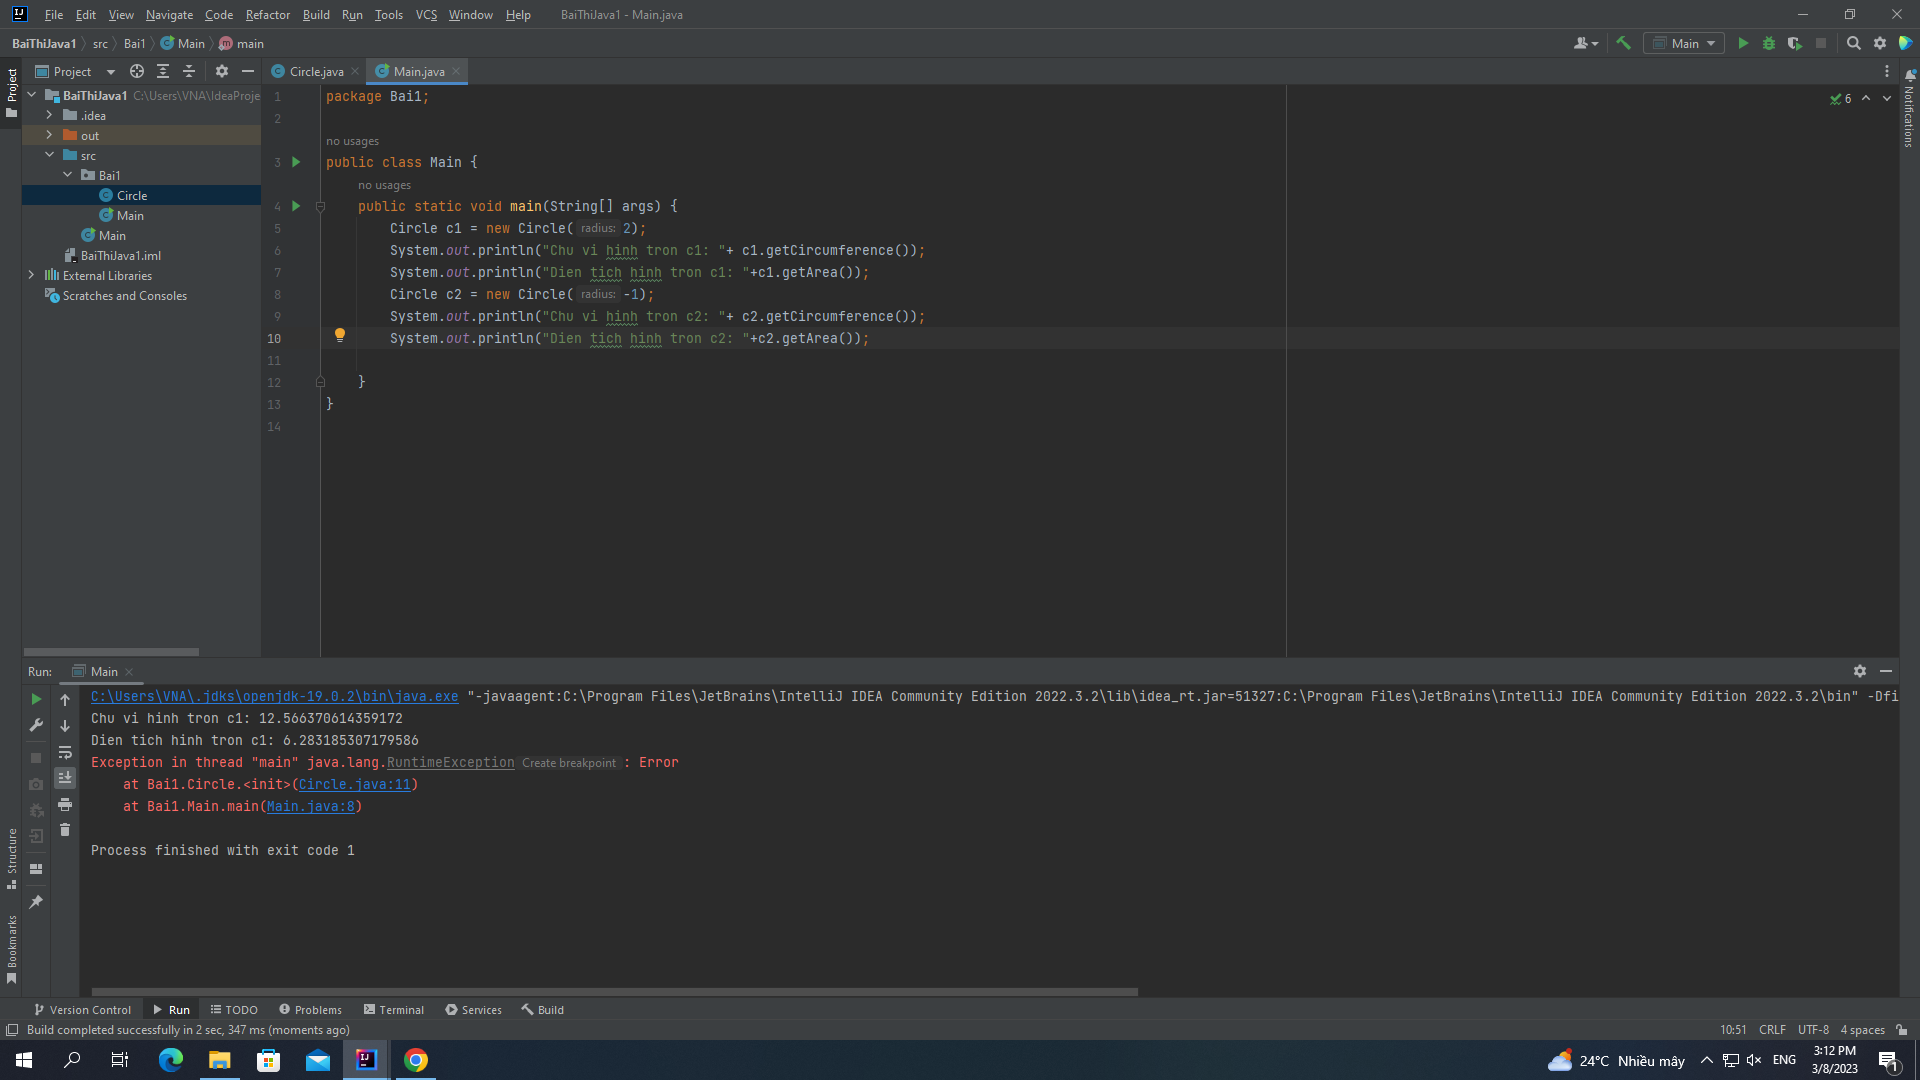 File Edit View Navigate Code Refactor Build Run Tools VCS Window Help BaiThiJava1 - Main.java
BaiThiJava1 src Bai1 Main main
Main
Project
Project
Circle.java Main.java
Notifications
BaiThiJava1 C:\Users\VNA\IdeaProje
.idea
out
src
Bai1
Circle
Main
Main
BaiThiJava1.iml
External Libraries
Scratches and Consoles
6
1 package Bai1;
2
no usages
3 public class Main {
no usages
4 public static void main(String[] args) {
5 Circle c1 = new Circle( radius: 2);
6 System.out.println("Chu vi hinh tron c1: "+ c1.getCircumference());
7 System.out.println("Dien tich hinh tron c1: "+c1.getArea());
8 Circle c2 = new Circle( radius: -1);
9 System.out.println("Chu vi hinh tron c2: "+ c2.getCircumference());
10 System.out.println("Dien tich hinh tron c2: "+c2.getArea());
11
12 }
13 }
14
Run: Main
C:\Users\VNA\.jdks\openjdk-19.0.2\bin\java.exe "-javaagent:C:\Program Files\JetBrains\IntelliJ IDEA Community Edition 2022.3.2\lib\idea_rt.jar=51327:C:\Program Files\JetBrains\IntelliJ IDEA Community Edition 2022.3.2\bin" -Dfi
Chu vi hinh tron c1: 12.566370614359172
Dien tich hinh tron c1: 6.283185307179586
Exception in thread "main" java.lang.RuntimeException Create breakpoint : Error
at Bai1.Circle.<init>(Circle.java:11)
at Bai1.Main.main(Main.java:8)
Process finished with exit code 1
Structure
Bookmarks
Version Control Run TODO Problems Terminal Services Build
Build completed successfully in 2 sec, 347 ms (moments ago) 10:51 CRLF UTF-8 4 spaces
24°C Nhiều mây ENG 3:12 PM
3/8/2023
1